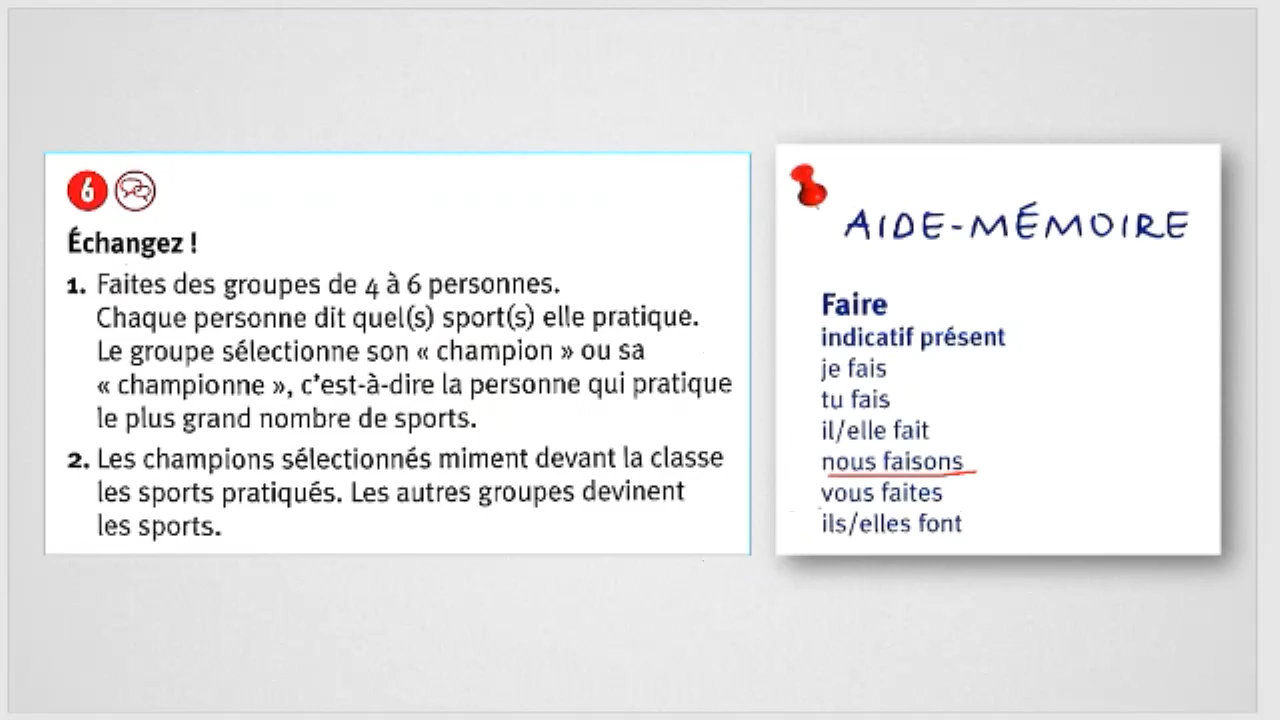 6
Échangez !
1. Faites des groupes de 4 à 6 personnes.
Chaque personne dit quel(s) sport(s) elle pratique.
Le groupe sélectionne son « champion » ou sa
« championne », c'est-à-dire la personne qui pratique
le plus grand nombre de sports.
2. Les champions sélectionnés miment devant la classe
les sports pratiqués. Les autres groupes devinent
les sports.
AIDE-MÉMOIRE
Faire
indicatif présent
je fais
tu fais
il/elle fait
nous faisons
vous faites
ils/elles font